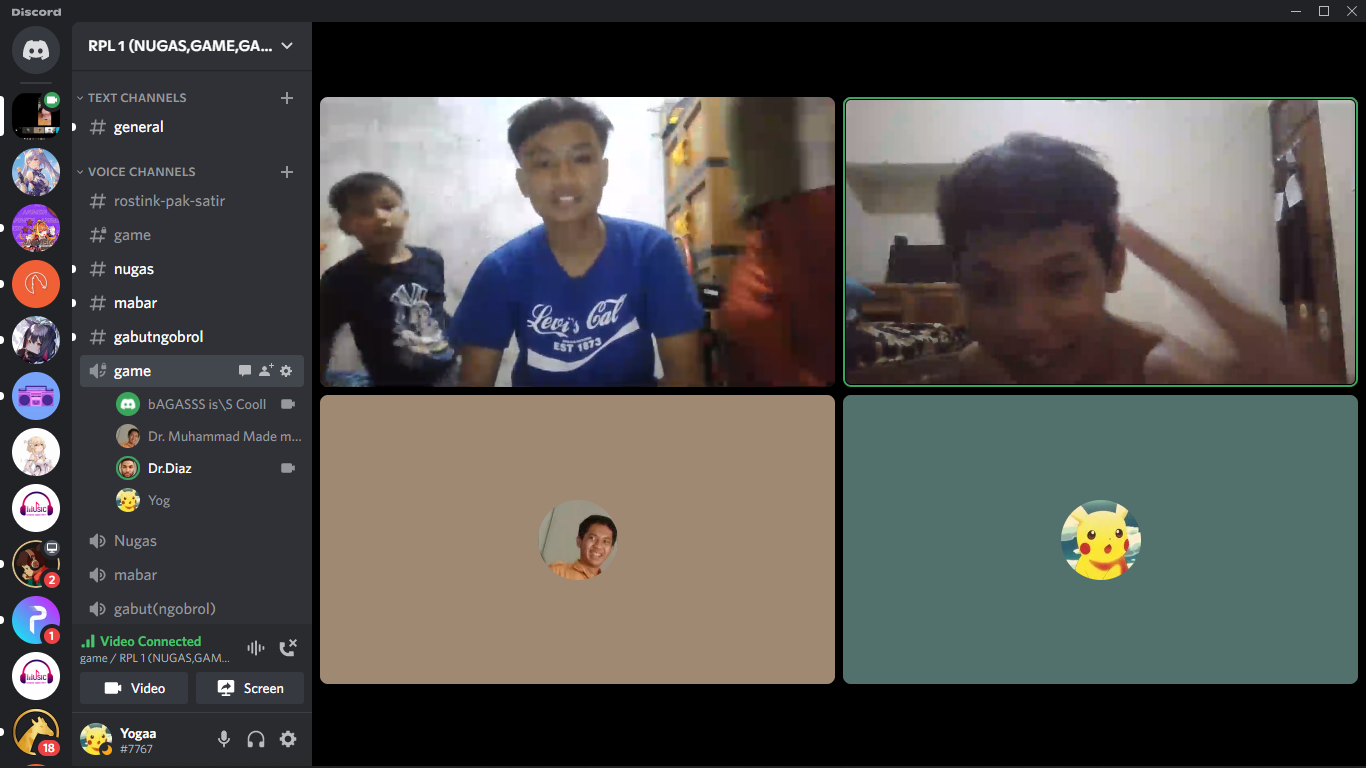 Discord
RPL 1 (NUGAS,GAME,GA...
TEXT CHANNELS
general
VOICE CHANNELS
rostink-pak-satir
game
nugas
mabar
gabutngobrol
game
bAGASSS is\S Cooll
Dr. Muhammad Made m...
Dr.Diaz
Yog
Nugas
mabar
gabut(ngobrol)
Video Connected
game / RPL 1 (NUGAS,GAM...
Video
Screen
Yogaa
#7767
MUSIC
2
1
MUSIC
18
Levi's Cal
EST 1873